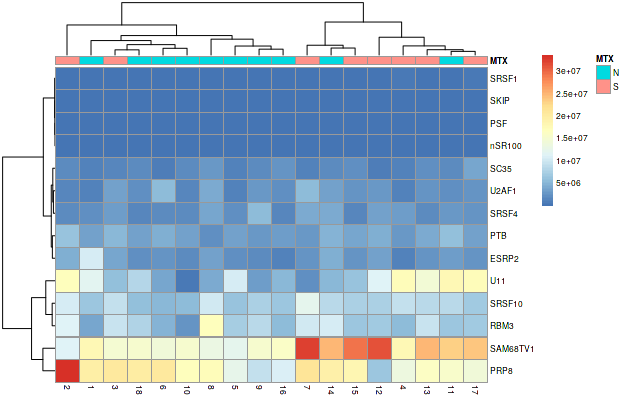 MTX
SRSF1
SKIP
PSF
nSR100
SC35
U2AF1
SRSF4
PTB
ESRP2
U11
SRSF10
RBM3
SAM68TV1
PRP8
2 1 3 18 6 10 8 5 9 16 7 14 15 12 4 13 11 17
3e+07
2.5e+07
2e+07
1.5e+07
1e+07
5e+06
MTX
N
S